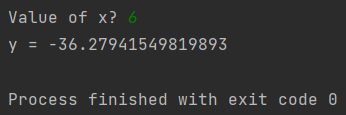 Value of x? 6
y = -36.27941549819893
Process finished with exit code 0